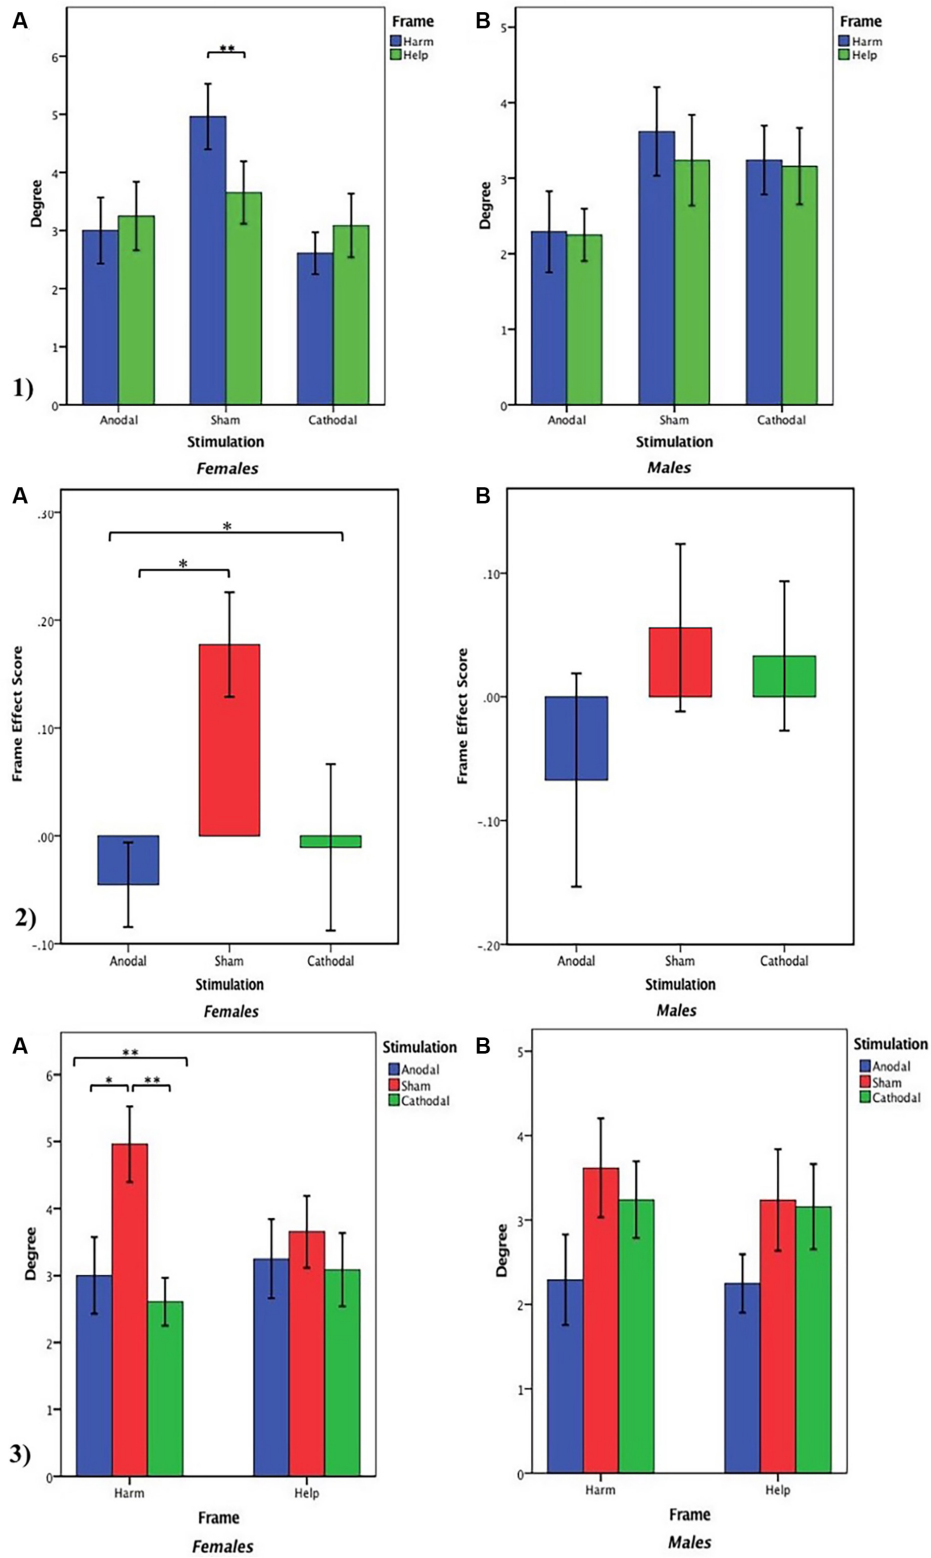 A
Frame
Harm
Help
**
6
5
4
3
2
1
0
Degree
Anodal Sham Cathodal
Stimulation
Females
1)
B
Frame
Harm
Help
5
4
3
2
1
0
Degree
Anodal Sham Cathodal
Stimulation
Males
A
.30
.20
.10
.00
-.10
*
*
Frame Effect Score
Anodal Sham Cathodal
Stimulation
Females
2)
B
.10
.00
-.10
-.20
Frame Effect Score
Anodal Sham Cathodal
Stimulation
Males
A
Stimulation
Anodal
Sham
Cathodal
**
* **
6
5
4
3
2
1
0
Degree
Harm Help
Frame
Females
3)
B
Stimulation
Anodal
Sham
Cathodal
5
4
3
2
1
0
Degree
Harm Help
Frame
Males